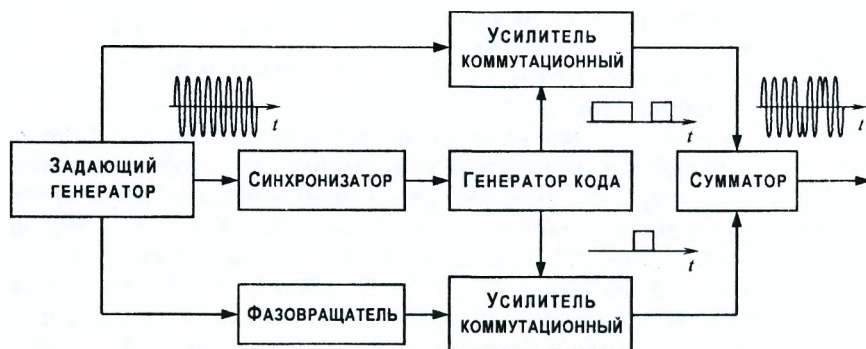 УСИЛИТЕЛЬ
КОММУТАЦИОННЫЙ
t
t
t
ЗАДАЮЩИЙ
ГЕНЕРАТОР
СИНХРОНИЗАТОР
ГЕНЕРАТОР КОДА
СУММАТОР
t
ФАЗОВРАЩАТЕЛЬ
УСИЛИТЕЛЬ
КОММУТАЦИОННЫЙ